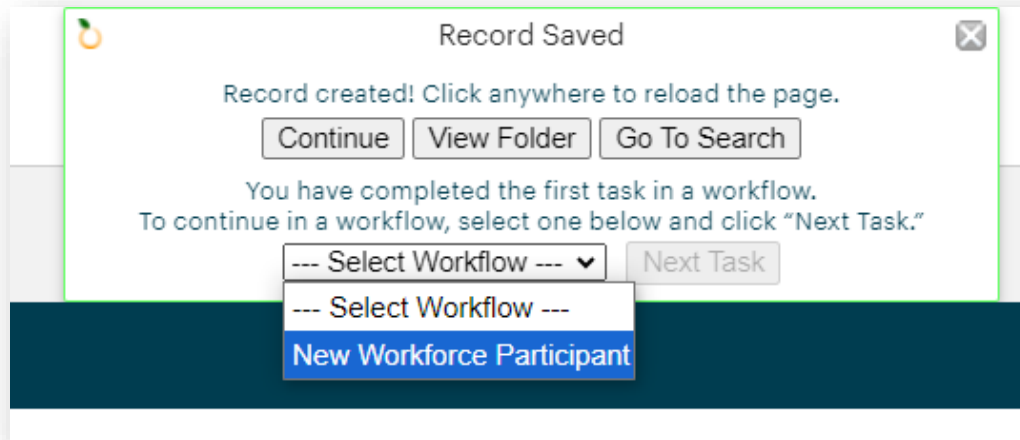 Record Saved
Record created! Click anywhere to reload the page.
Continue View Folder Go To Search
You have completed the first task in a workflow.
To continue in a workflow, select one below and click “Next Task.”
--- Select Workflow --- Next Task
--- Select Workflow ---
New Workforce Participant